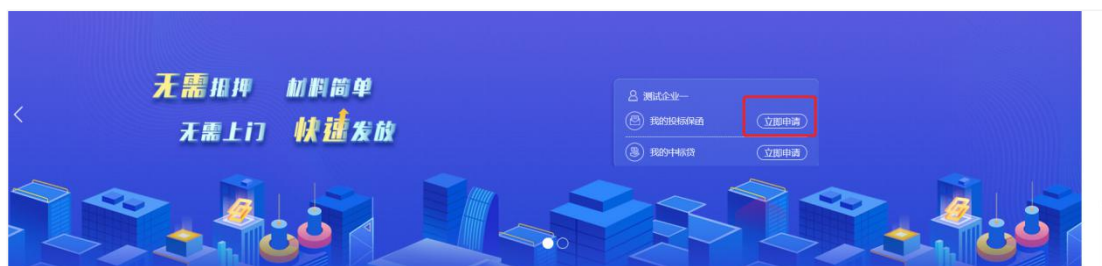 无需抵押 材料简单
无需上门 快速发放
测试企业一
我的投标保函 立即申请
我的中标贷 立即申请